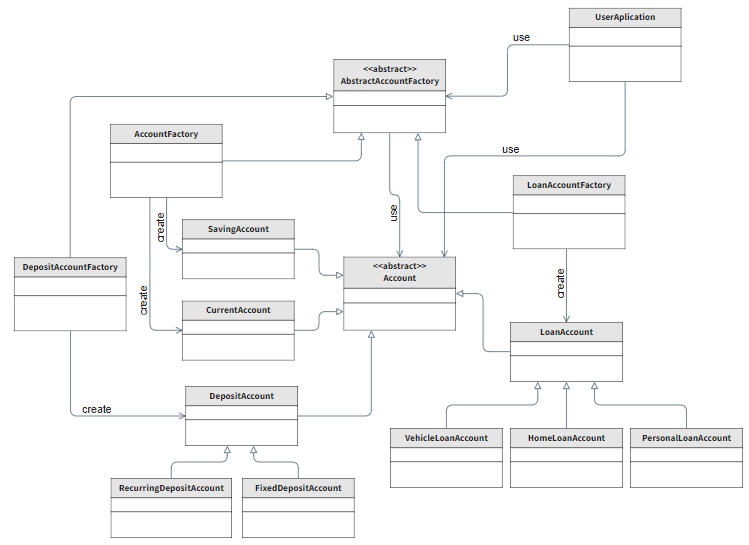 UserAplication
use
<<abstract>>
AbstractAccountFactory
AccountFactory
use
LoanAccountFactory
use
create
SavingAccount
DepositAccountFactory
<<abstract>>
Account
create
create
CurrentAccount
LoanAccount
DepositAccount
create
VehicleLoanAccount
HomeLoanAccount
PersonalLoanAccount
RecurringDepositAccount
FixedDepositAccount